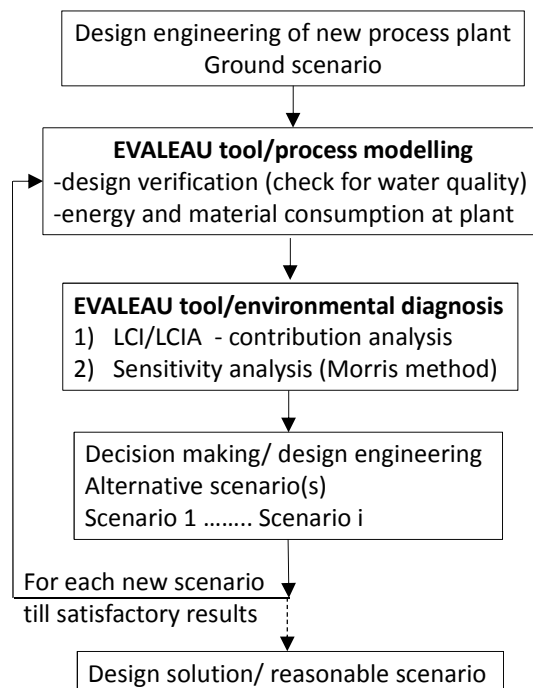 Design engineering of new process plant
Ground scenario
EVALEAU tool/process modelling
-design verification (check for water quality)
-energy and material consumption at plant
EVALEAU tool/environmental diagnosis
1) LCI/LCIA - contribution analysis
2) Sensitivity analysis (Morris method)
Decision making/ design engineering
Alternative scenario(s)
Scenario 1 …….. Scenario i
For each new scenario
till satisfactory results
Design solution/ reasonable scenario